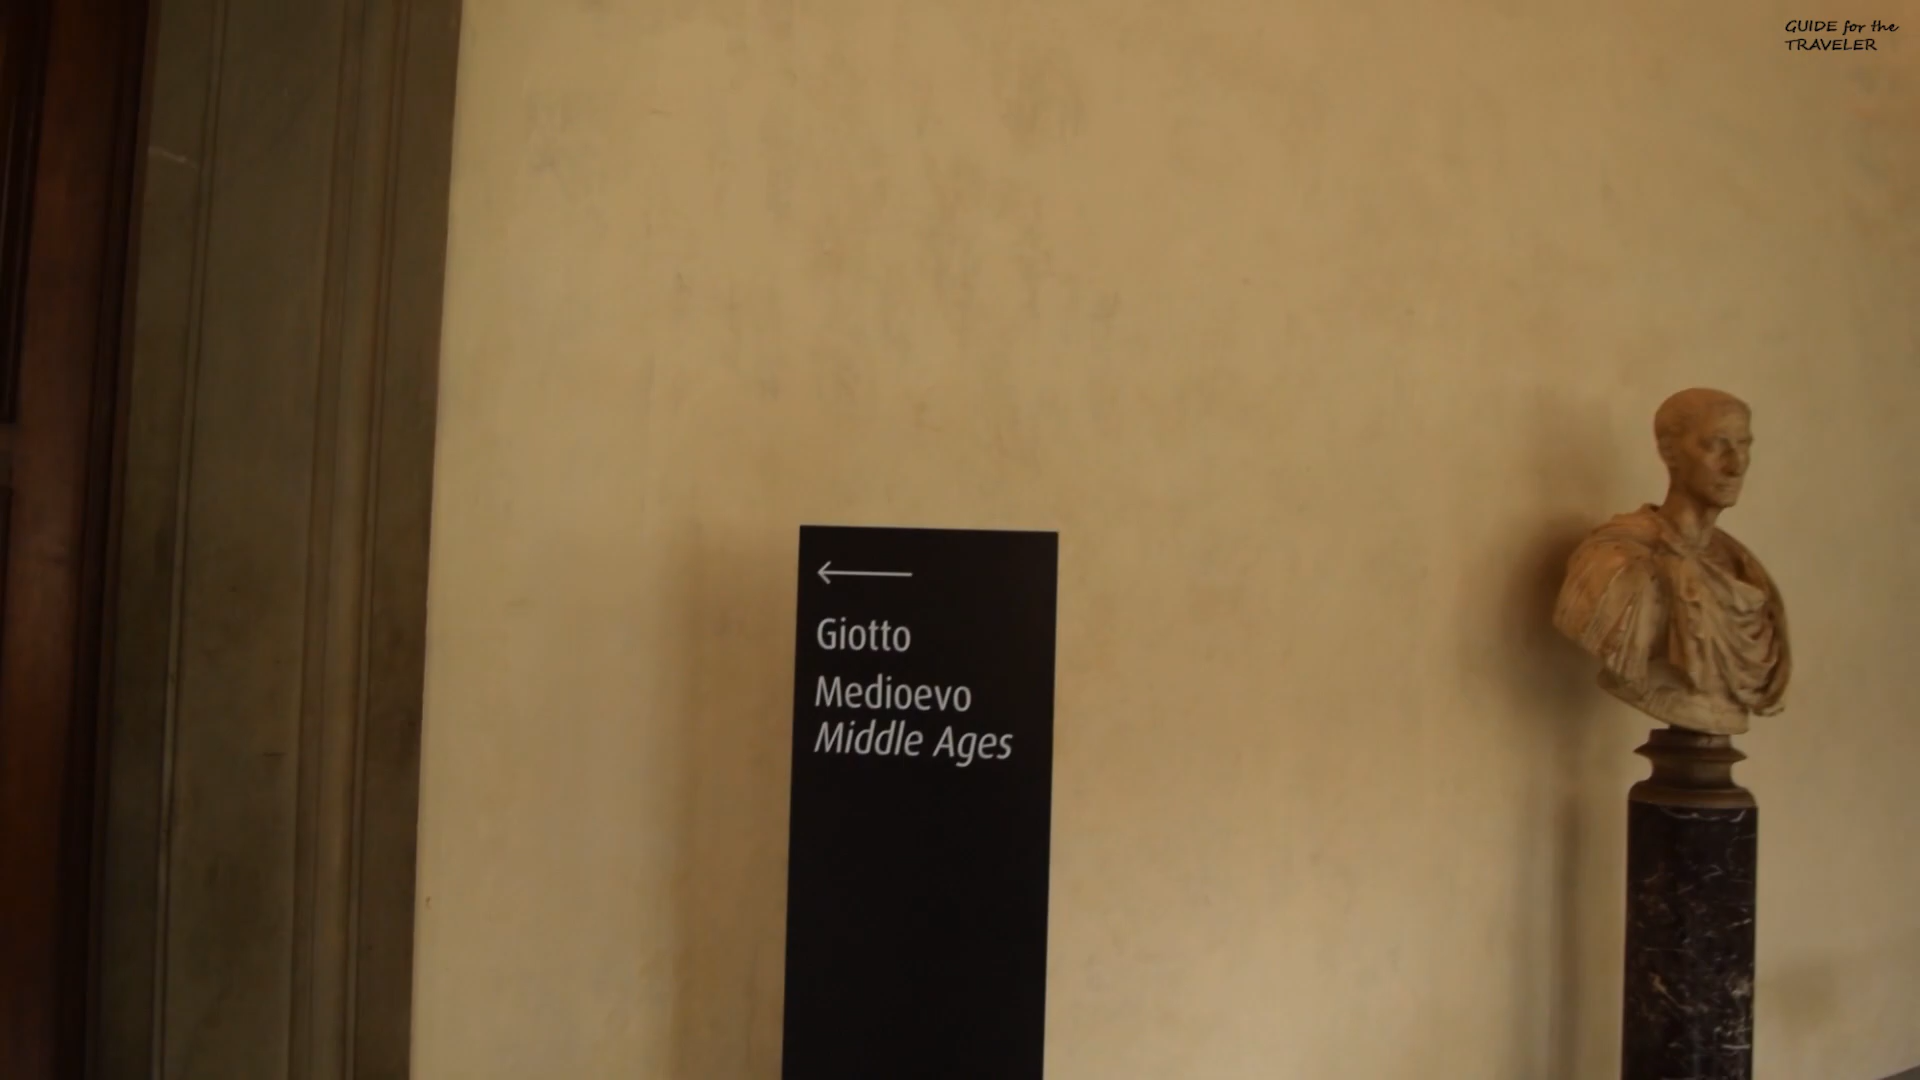 GUIDE for the
TRAVELER
Giotto
Medioevo
Middle Ages